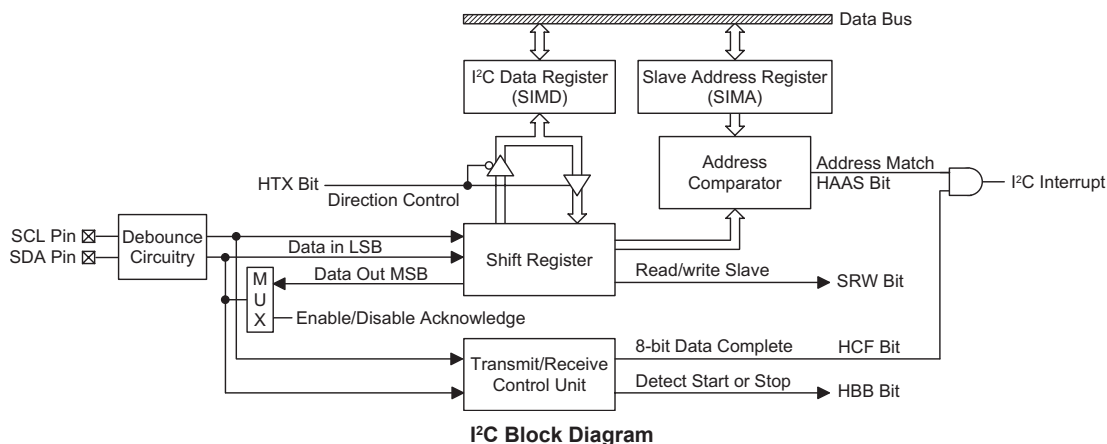 Data Bus
I²C Data Register
(SIMD)
Slave Address Register
(SIMA)
HTX Bit
Direction Control
Address
Comparator
Address Match
HAAS Bit
I²C Interrupt
SCL Pin
SDA Pin
Debounce
Circuitry
Data in LSB
Shift Register
Data Out MSB
Read/write Slave
SRW Bit
M
U
X
Enable/Disable Acknowledge
Transmit/Receive
Control Unit
8-bit Data Complete
HCF Bit
Detect Start or Stop
HBB Bit
I²C Block Diagram